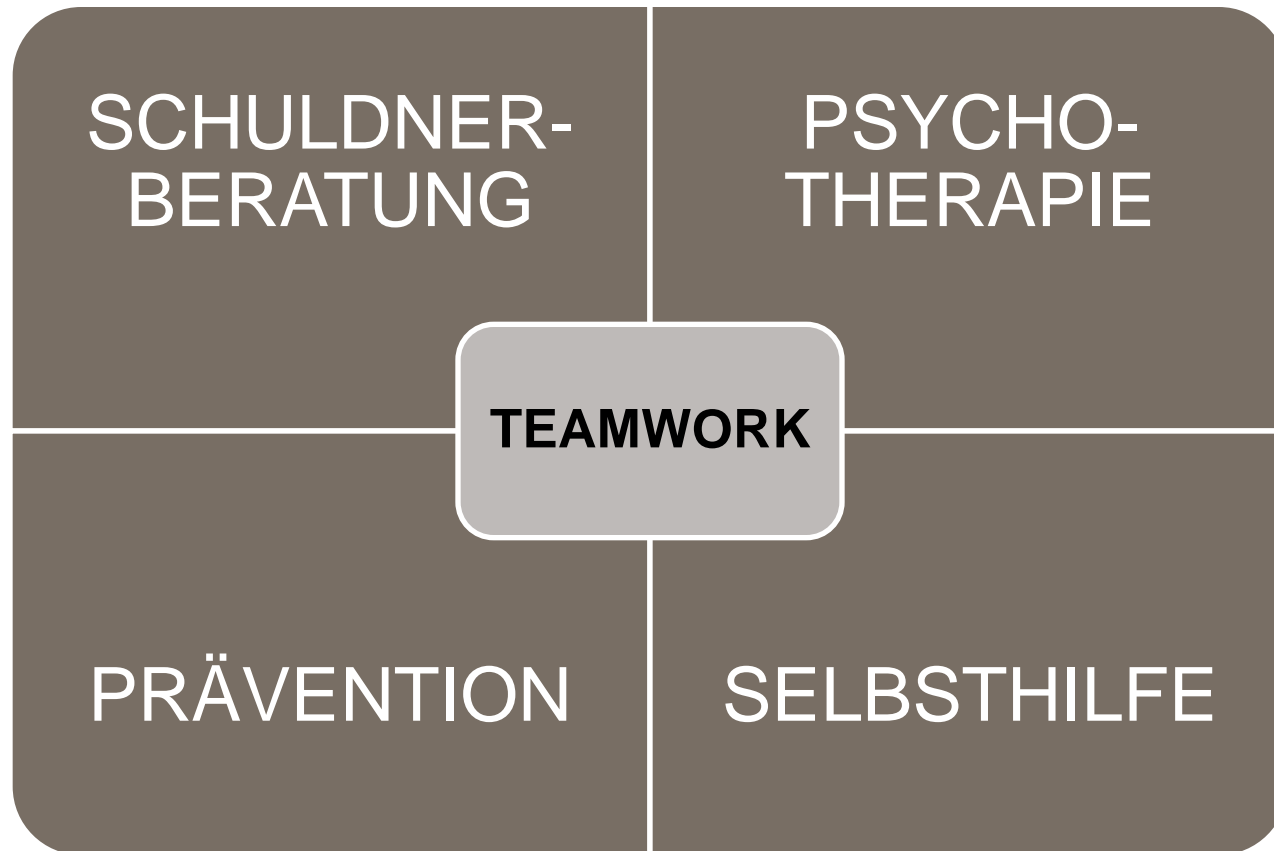 SCHULDNER-
BERATUNG
PSYCHO-
THERAPIE
TEAMWORK
PRÄVENTION
SELBSTHILFE